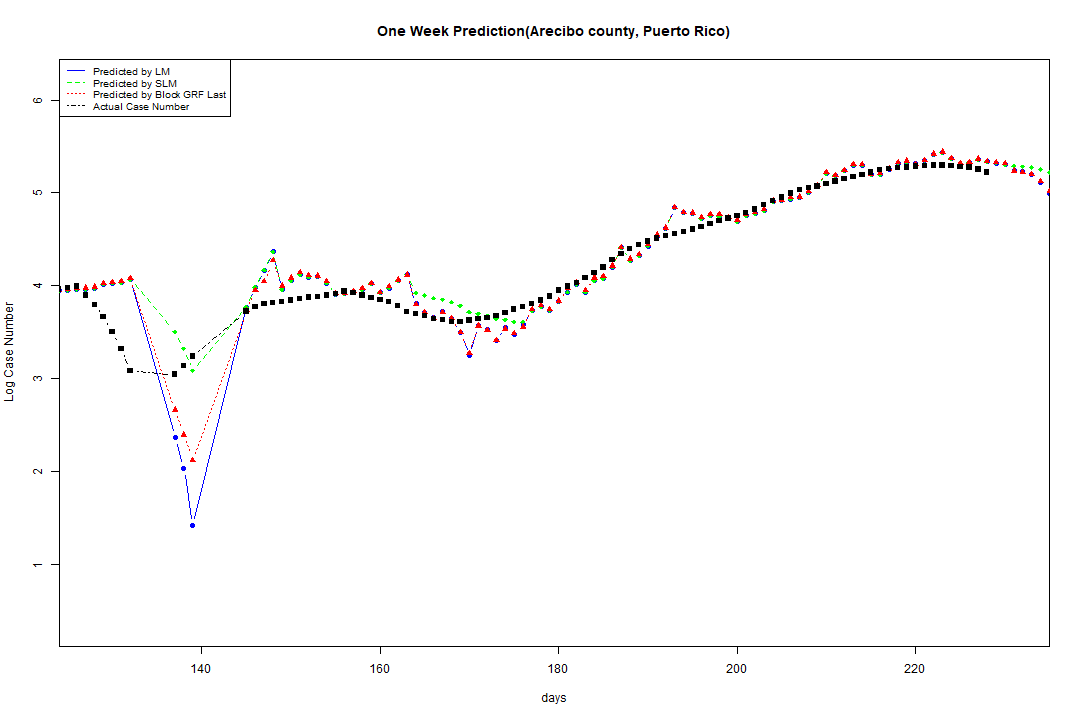 One Week Prediction(Arecibo county, Puerto Rico)
Predicted by LM
Predicted by SLM
Predicted by Block GRF Last
Actual Case Number
6
5
4
3
2
1
Log Case Number
140 160 180 200 220
days